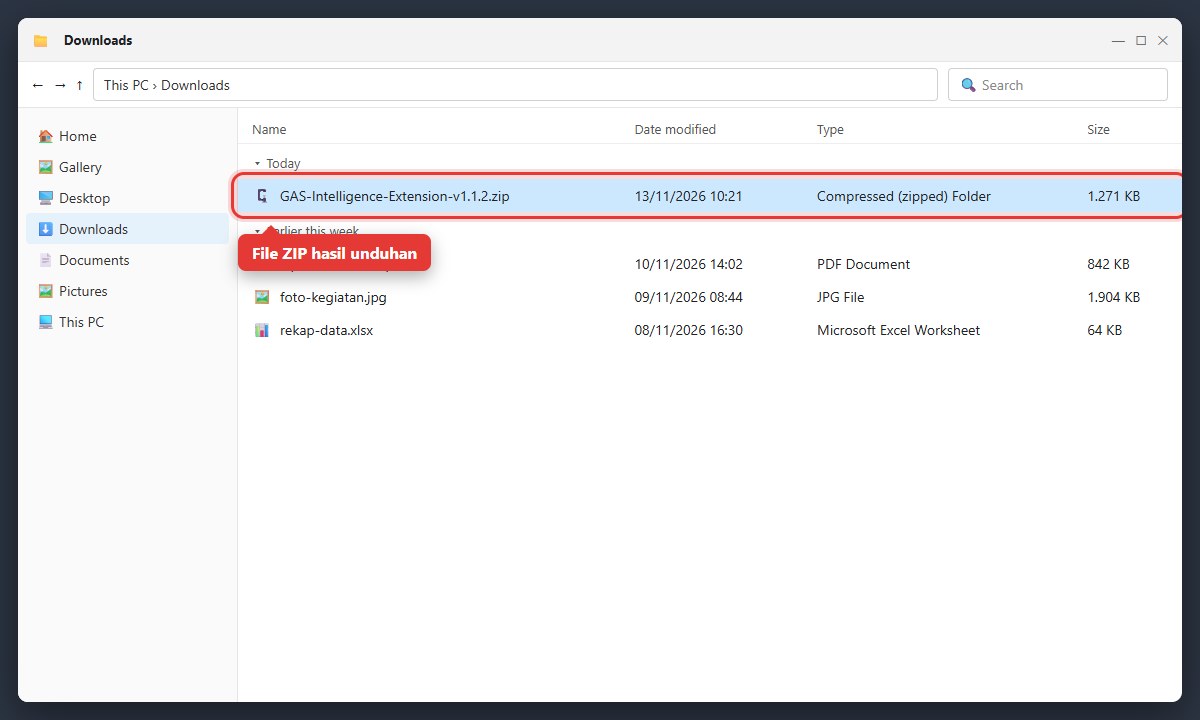 Downloads
This PC › Downloads
Search
Home
Gallery
Desktop
Downloads
Documents
Pictures
This PC
Name Date modified Type Size
Today
GAS-Intelligence-Extension-v1.1.2.zip 13/11/2026 10:21 Compressed (zipped) Folder 1.271 KB
earlier this week
File ZIP hasil unduhan
10/11/2026 14:02 PDF Document 842 KB
foto-kegiatan.jpg 09/11/2026 08:44 JPG File 1.904 KB
rekap-data.xlsx 08/11/2026 16:30 Microsoft Excel Worksheet 64 KB